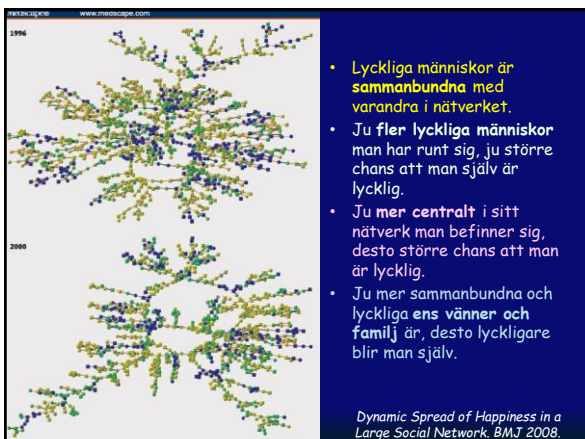 Medscape® www.medscape.com
1996
2000
• Lyckliga människor är
sammanbundna med
varandra i nätverket.
• Ju fler lyckliga människor
man har runt sig, ju större
chans att man själv är
lycklig.
• Ju mer centralt i sitt
nätverk man befinner sig,
desto större chans att man
är lycklig.
• Ju mer sammanbundna och
lyckliga ens vänner och
familj är, desto lyckligare
blir man själv.
Dynamic Spread of Happiness in a
Large Social Network. BMJ 2008.